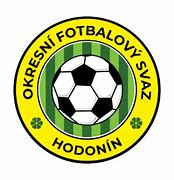 OKRESNÍ FOTBALOVÝ SVAZ
HODONÍN